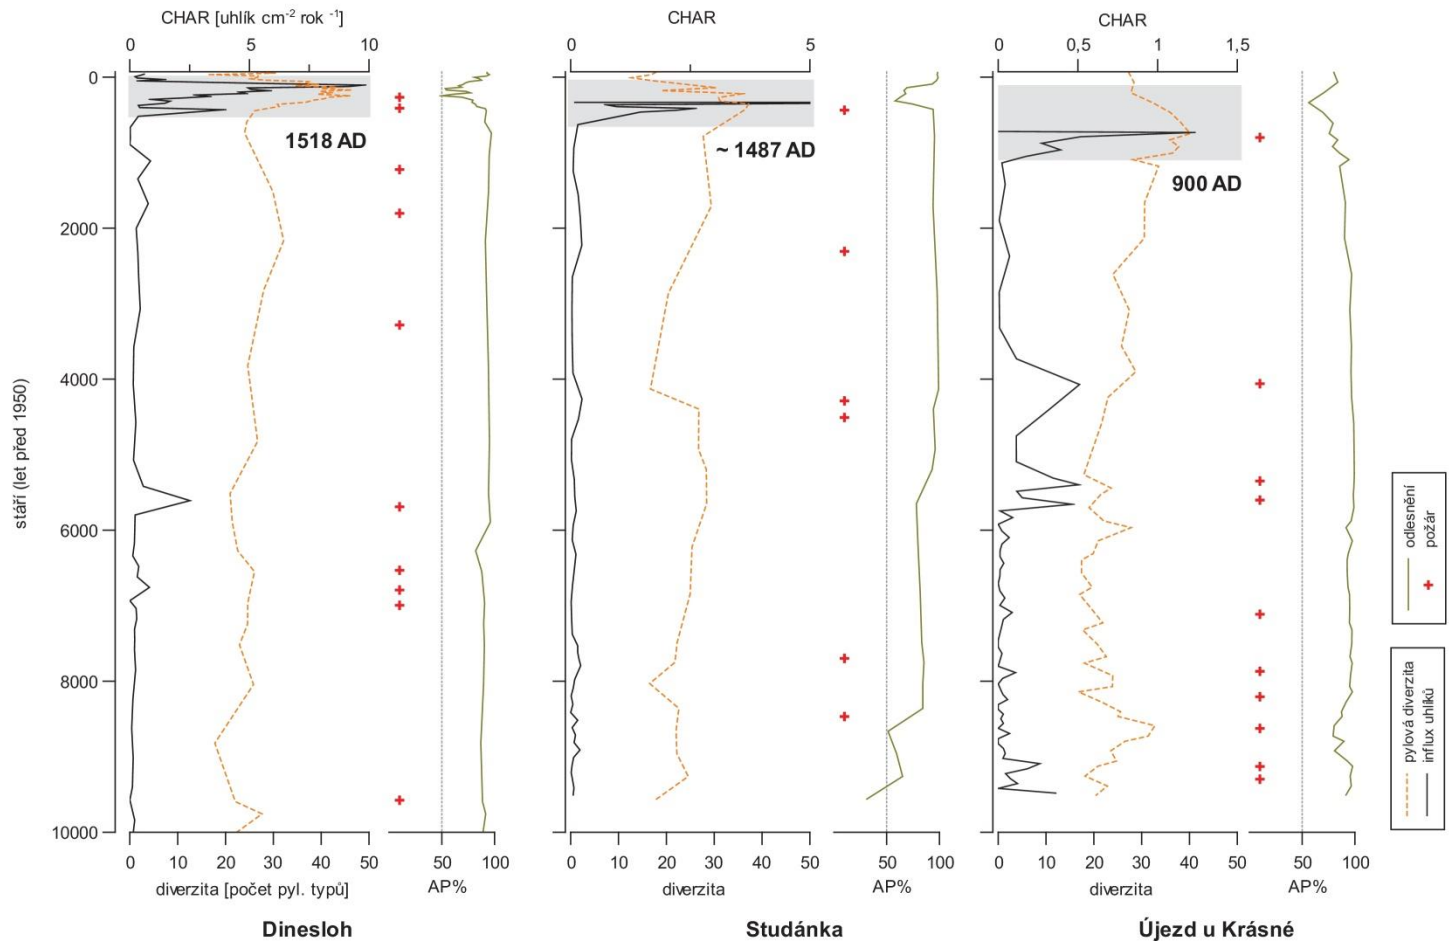 CHAR [uhlík cm-2 rok -1]
CHAR
CHAR
0 5 10
0 5
0 0,5 1 1,5
0
2000
4000
6000
8000
10000
stáří (let před 1950)
1518 AD
~ 1487 AD
900 AD
0 10 20 30 40 50
50 100
0 10 20 30 40 50
50 100
0 10 20 30 40 50
50 100
diverzita [počet pyl. typů]
AP%
diverzita
AP%
diverzita
AP%
Dinesloh
Studánka
Újezd u Krásné
odlesnění
požár
pylová diverzita
influx uhlíků